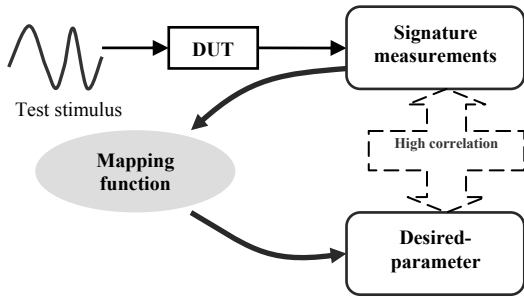 Signature
measurements
DUT
Test stimulus
High correlation
Mapping
function
Desired-
parameter